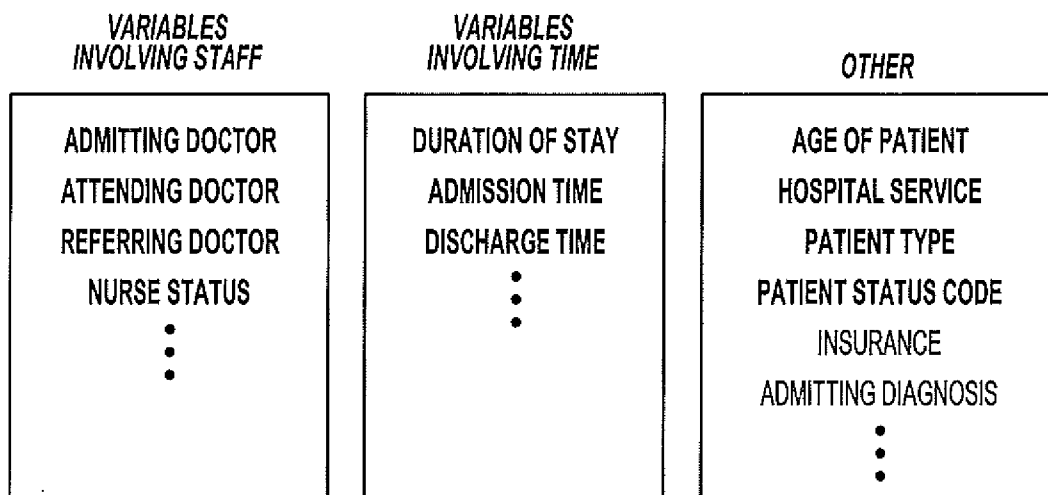 VARIABLES
INVOLVING STAFF
ADMITTING DOCTOR
ATTENDING DOCTOR
REFERRING DOCTOR
NURSE STATUS
VARIABLES
INVOLVING TIME
DURATION OF STAY
ADMISSION TIME
DISCHARGE TIME
OTHER
AGE OF PATIENT
HOSPITAL SERVICE
PATIENT TYPE
PATIENT STATUS CODE
INSURANCE
ADMITTING DIAGNOSIS